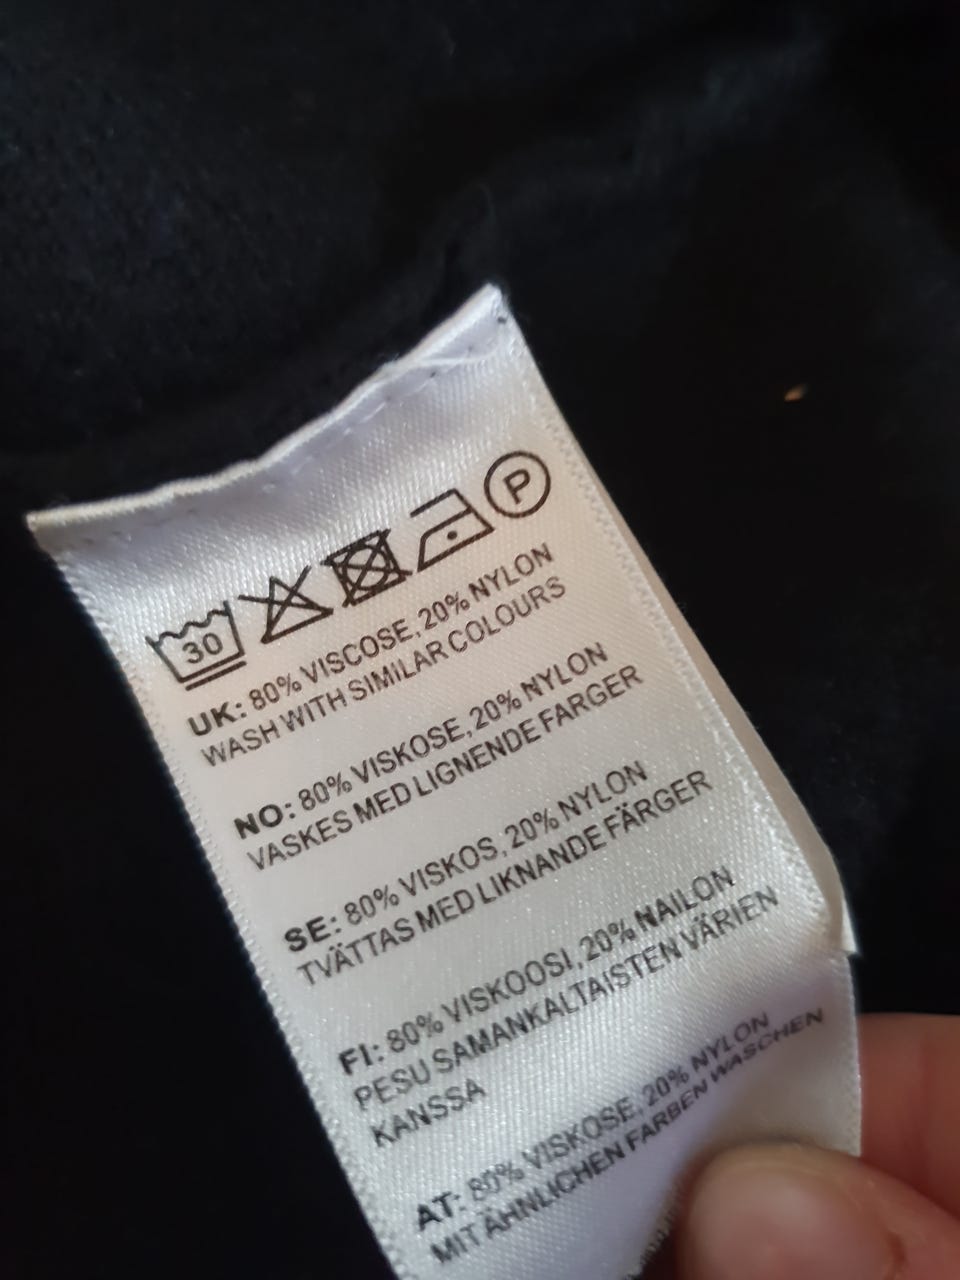 30
P
UK: 80% VISCOSE, 20% NYLON
WASH WITH SIMILAR COLOURS
NO: 80% VISKOSE, 20% NYLON
VASKES MED LIGNENDE FARGER
SE: 80% VISKOS, 20% NYLON
TVÄTTAS MED LIKNANDE FÄRGER
FI: 80% VISKOOSI, 20% NAILON
PESU SAMANKALTAISTEN VÄRIEN
KANSSA
AT: 80% VISKOSE, 20% NYLON
MIT ÄHNLICHEN FARBEN WASCHEN